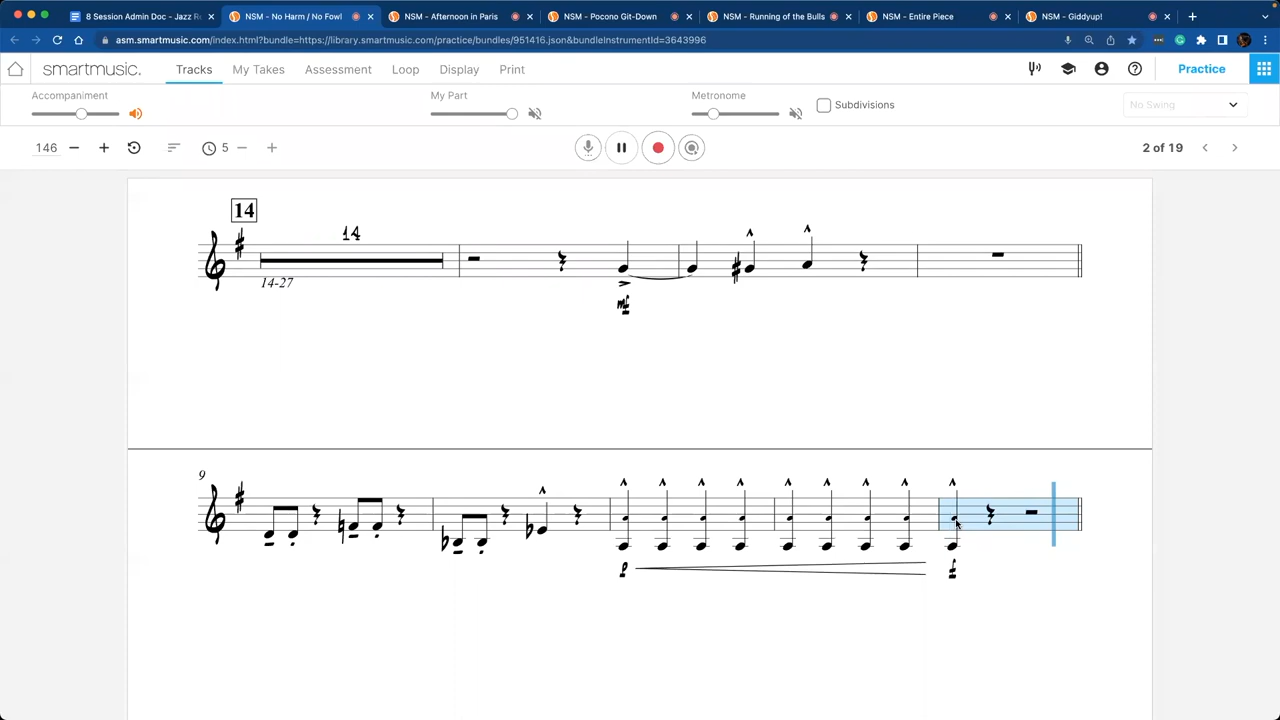 8 Session Admin Doc - Jazz R
NSM - No Harm / No Fowl
NSM - Afternoon in Paris
NSM - Pocono Git-Down
NSM - Running of the Bulls
NSM - Entire Piece
NSM - Giddyup!
asm.smartmusic.com/index.html?bundle=https://library.smartmusic.com/practice/bundles/951416.json&bundleInstrumentId=3643996
smartmusic.
Tracks
My Takes
Assessment
Loop
Display
Print
Practice
Accompaniment
My Part
Metronome
Subdivisions
No Swing
146
5
2 of 19
14
14
14-27
mf
9
p
f